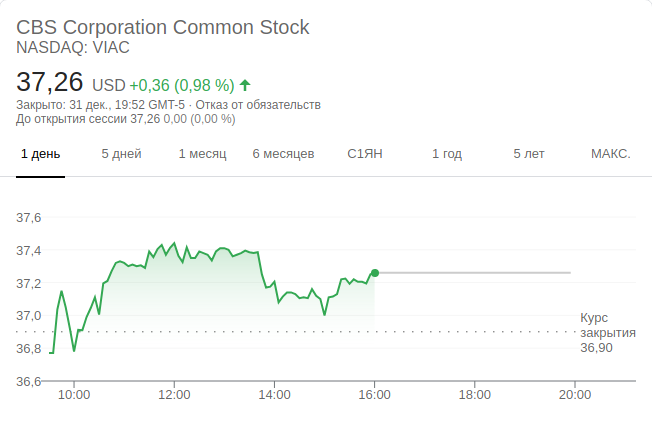 CBS Corporation Common Stock
NASDAQ: VIAC
37,26 USD +0,36 (0,98 %)
Закрыто: 31 дек., 19:52 GMT-5 · Отказ от обязательств
До открытия сессии 37,26 0,00 (0,00 %)
1 день 5 дней 1 месяц 6 месяцев С1ЯН 1 год 5 лет МАКС.
37,6
37,4
37,2
37,0
36,8
36,6
Курс
закрытия
36,90
10:00 12:00 14:00 16:00 18:00 20:00